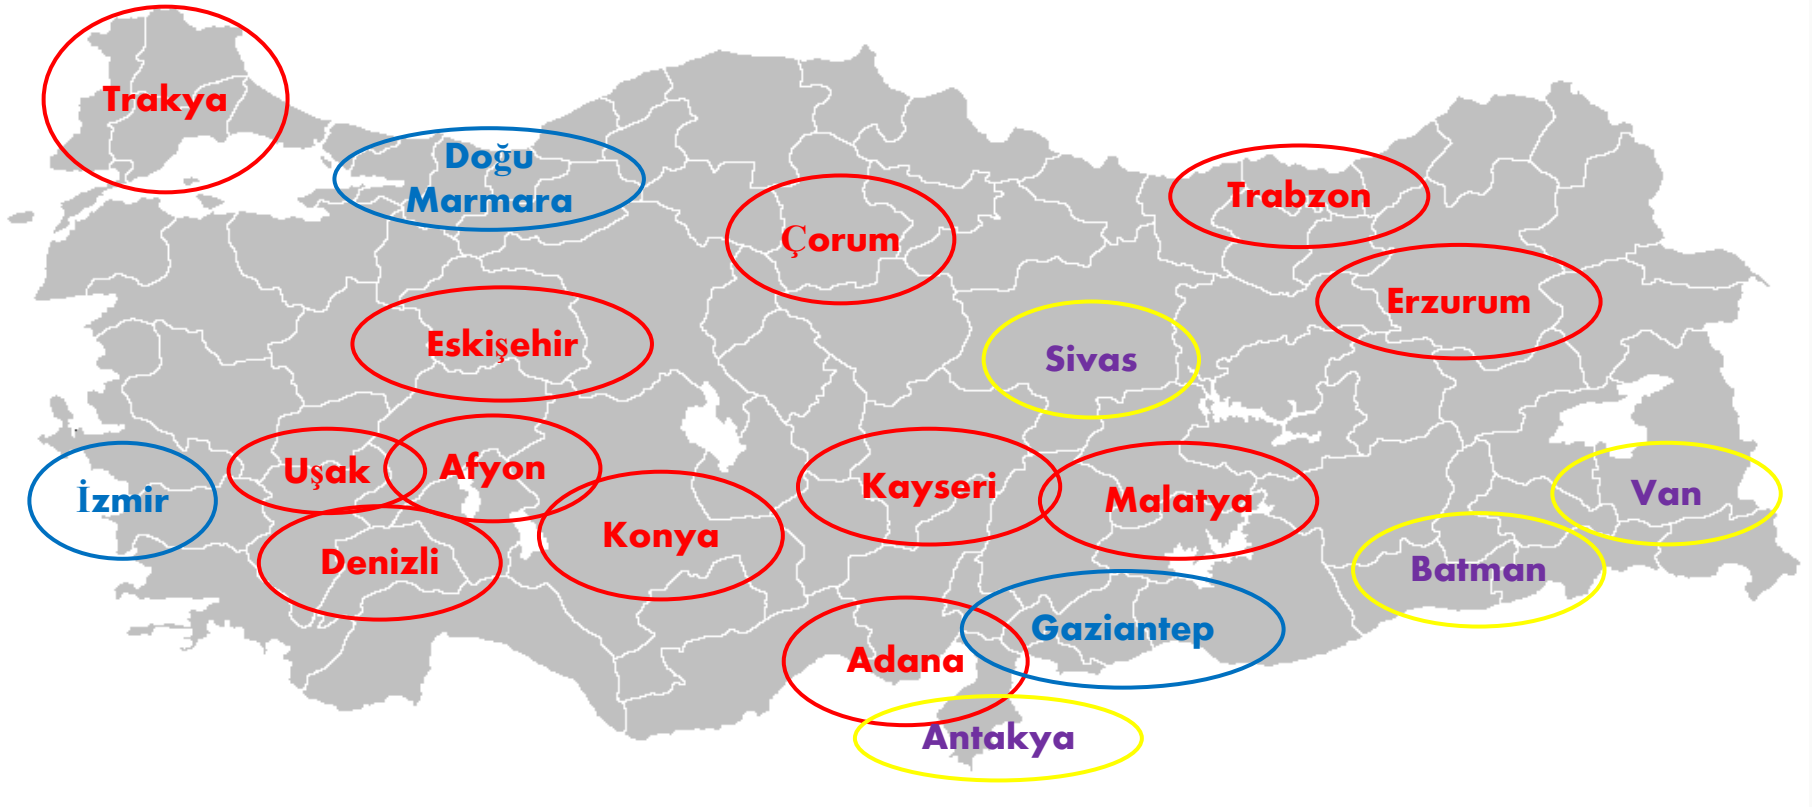 Trakya
Doğu
Marmara
Trabzon
Çorum
Erzurum
Eskişehir
Sivas
Uşak
Afyon
Kayseri
Malatya
Van
İzmir
Konya
Denizli
Batman
Gaziantep
Adana
Antakya